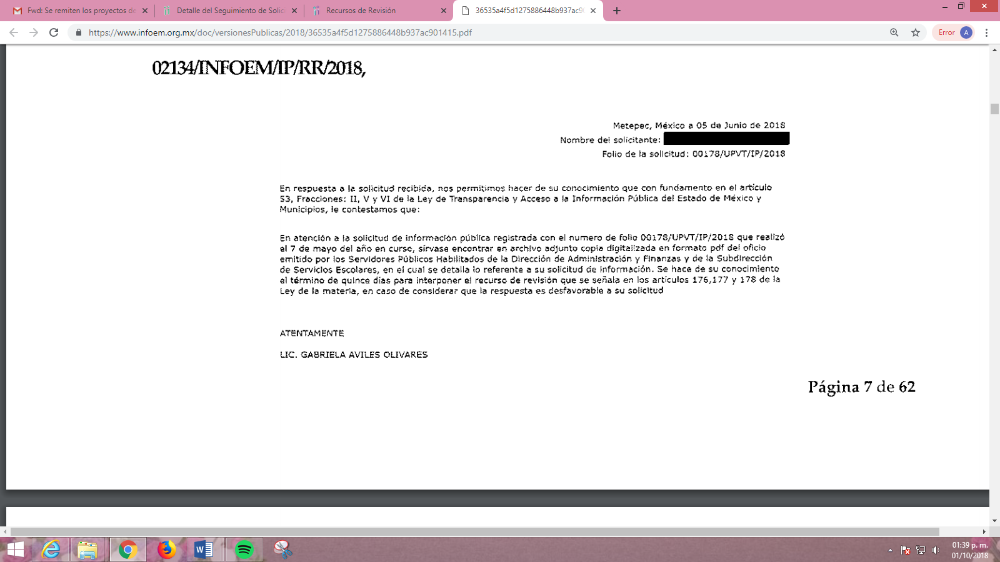 Fwd: Se remiten los proyectos de
Detalle del Seguimiento de Solic
Recursos de Revisión
36535a4f5d1275886448b937ac90
https://www.infoem.org.mx/doc/versionesPublicas/2018/36535a4f5d1275886448b937ac901415.pdf
Error
A
02134/INFOEM/IP/RR/2018,
Metepec, México a 05 de Junio de 2018
Nombre del solicitante:
Folio de la solicitud: 00178/UPVT/IP/2018
En respuesta a la solicitud recibida, nos permitimos hacer de su conocimiento que con fundamento en el artículo
53, Fracciones: II, V y VI de la Ley de Transparencia y Acceso a la Información Pública del Estado de México y
Municipios, le contestamos que:
En atención a la solicitud de información pública registrada con el numero de folio 00178/UPVT/IP/2018 que realizó
el 7 de mayo del año en curso, sírvase encontrar en archivo adjunto copia digitalizada en formato pdf del oficio
emitido por los Servidores Públicos Habilitados de la Dirección de Administración y Finanzas y de la Subdirección
de Servicios Escolares, en el cual se detalla lo referente a su solicitud de información. Se hace de su conocimiento
el término de quince días para interponer el recurso de revisión que se señala en los artículos 176,177 y 178 de la
Ley de la materia, en caso de considerar que la respuesta es desfavorable a su solicitud
ATENTAMENTE
LIC. GABRIELA AVILES OLIVARES
Página 7 de 62
01:39 p. m.
01/10/2018